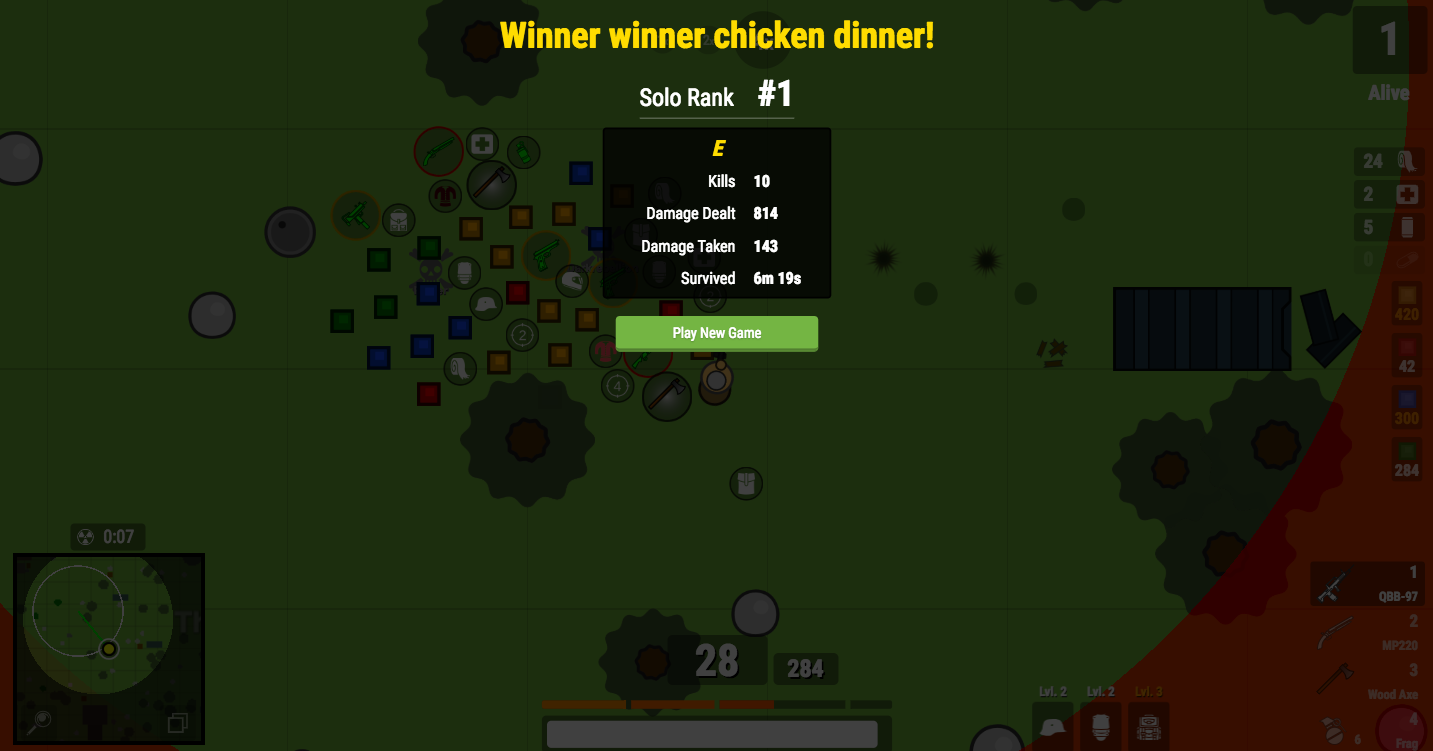 Winner winner chicken dinner!
Solo Rank #1
1
Alive
E
Kills 10
Damage Dealt 814
Damage Taken 143
Survived 6m 19s
Play New Game
24
2
5
0
420
42
300
284
2
4
0:07
28 284
Lvl. 2 Lvl. 2 Lvl. 3
1
QBB-97
2
MP220
3
Wood Axe
4
6 Frag